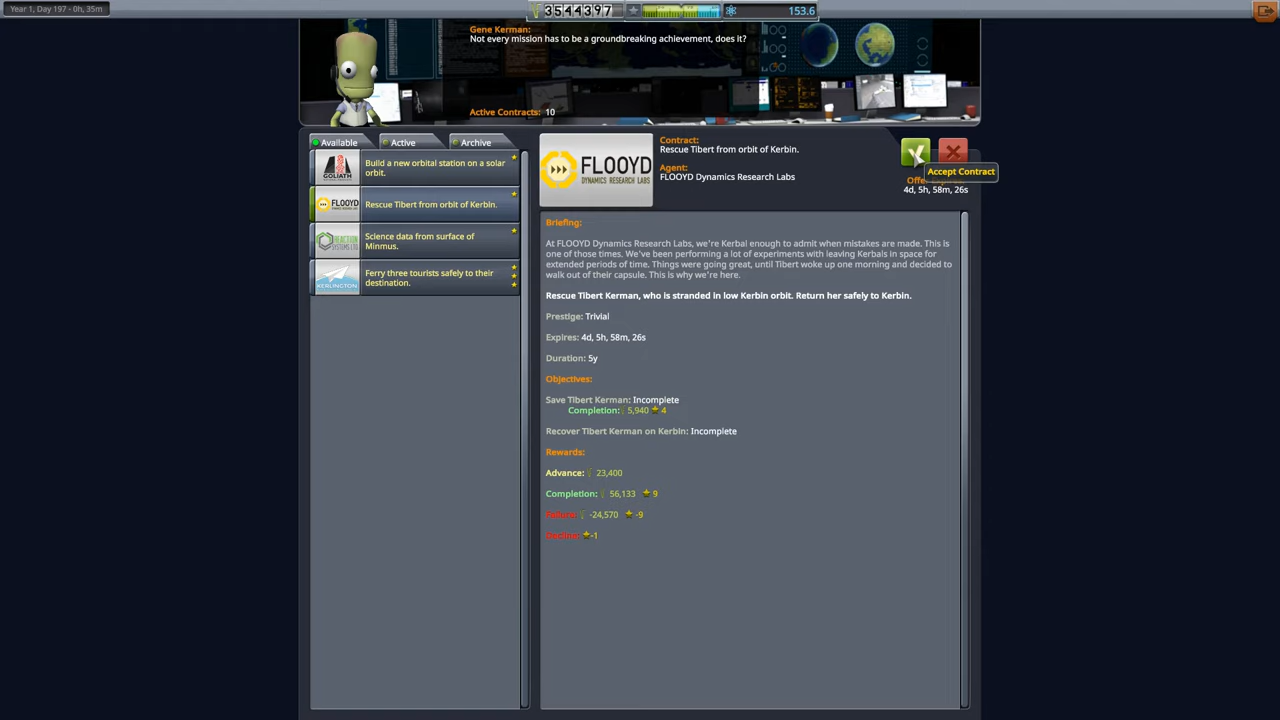 Year 1, Day 197 - 0h, 35m
3544397
153.6
Gene Kerman:
Not every mission has to be a groundbreaking achievement, does it?
Active Contracts: 10
Available
Active
Archive
Build a new orbital station on a solar
orbit.
Rescue Tibert from orbit of Kerbin.
Science data from surface of
Minmus.
Ferry three tourists safely to their
destination.
GOLIATH
FLOOYD
KERLINGTON
FLOOYD
DYNAMICS RESEARCH LABS
Contract:
Rescue Tibert from orbit of Kerbin.
Agent:
FLOOYD Dynamics Research Labs
Accept Contract
4d, 5h, 58m, 26s
Briefing:
At FLOOYD Dynamics Research Labs, we're Kerbal enough to admit when mistakes are made. This is
one of those times. We've been performing a lot of experiments with leaving Kerbals in space for
extended periods of time. Things were going great, until Tibert woke up one morning and decided to
walk out of their capsule. This is why we're here.
Rescue Tibert Kerman, who is stranded in low Kerbin orbit. Return her safely to Kerbin.
Prestige: Trivial
Expires: 4d, 5h, 58m, 26s
Duration: 5y
Objectives:
Save Tibert Kerman: Incomplete
Completion: 5,940 4
Recover Tibert Kerman on Kerbin: Incomplete
Rewards:
Advance: 23,400
Completion: 56,133 9
Failure: -24,570 -9
Decline: -1